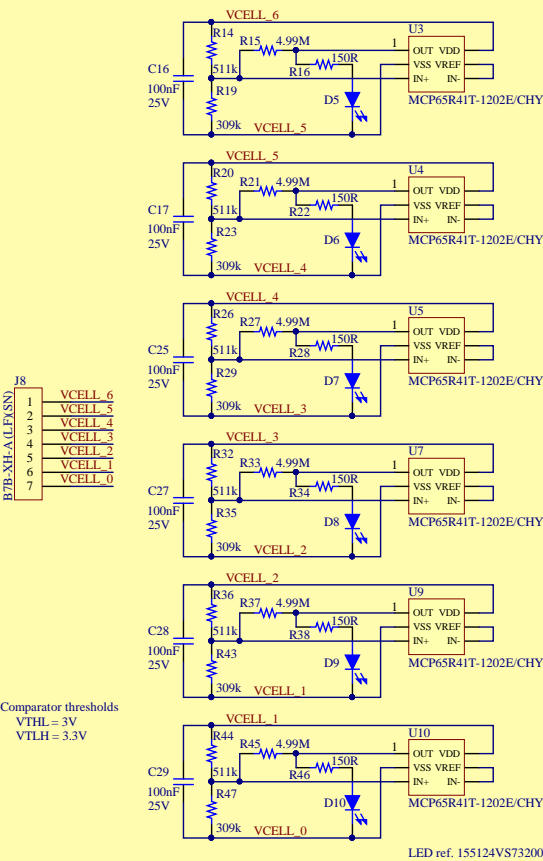 VCELL_6
R14
R15 4.99M
1
U3
OUT VDD
VSS VREF
IN+ IN-
MCP65R41T-1202E/CHY
150R
R16
511k
C16
100nF
25V
R19
309k
D5
VCELL_5
VCELL_5
R20
R21 4.99M
1
U4
OUT VDD
VSS VREF
IN+ IN-
MCP65R41T-1202E/CHY
150R
R22
511k
C17
100nF
25V
R23
309k
D6
VCELL_4
VCELL_4
R26
R27 4.99M
1
U5
OUT VDD
VSS VREF
IN+ IN-
MCP65R41T-1202E/CHY
150R
R28
511k
C25
100nF
25V
R29
309k
D7
VCELL_3
J8
B7B-XH-A (LF)(SN)
1 VCELL_6
2 VCELL_5
3 VCELL_4
4 VCELL_3
5 VCELL_2
6 VCELL_1
7 VCELL_0
VCELL_3
R32
R33 4.99M
1
U7
OUT VDD
VSS VREF
IN+ IN-
MCP65R41T-1202E/CHY
150R
R34
511k
C27
100nF
25V
R35
309k
D8
VCELL_2
VCELL_2
R36
R37 4.99M
1
U9
OUT VDD
VSS VREF
IN+ IN-
MCP65R41T-1202E/CHY
150R
R38
511k
C28
100nF
25V
R43
309k
D9
VCELL_1
Comparator thresholds
VTHL = 3V
VTLH = 3.3V
VCELL_1
R44
R45 4.99M
1
U10
OUT VDD
VSS VREF
IN+ IN-
MCP65R41T-1202E/CHY
150R
R46
511k
C29
100nF
25V
R47
309k
D10
VCELL_0
LED ref. 155124VS73200